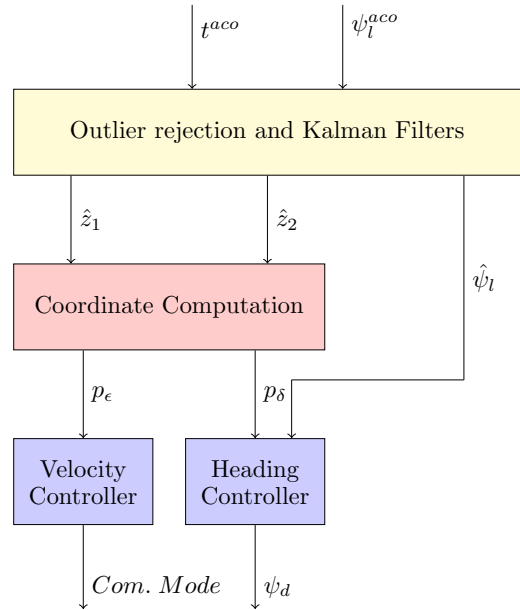 t^{aco} ψ_l^{aco}
Outlier rejection and Kalman Filters
ẑ_1 ẑ_2
ψ̂_l
Coordinate Computation
p_ϵ p_δ
Velocity Controller
Heading Controller
Com. Mode ψ_d